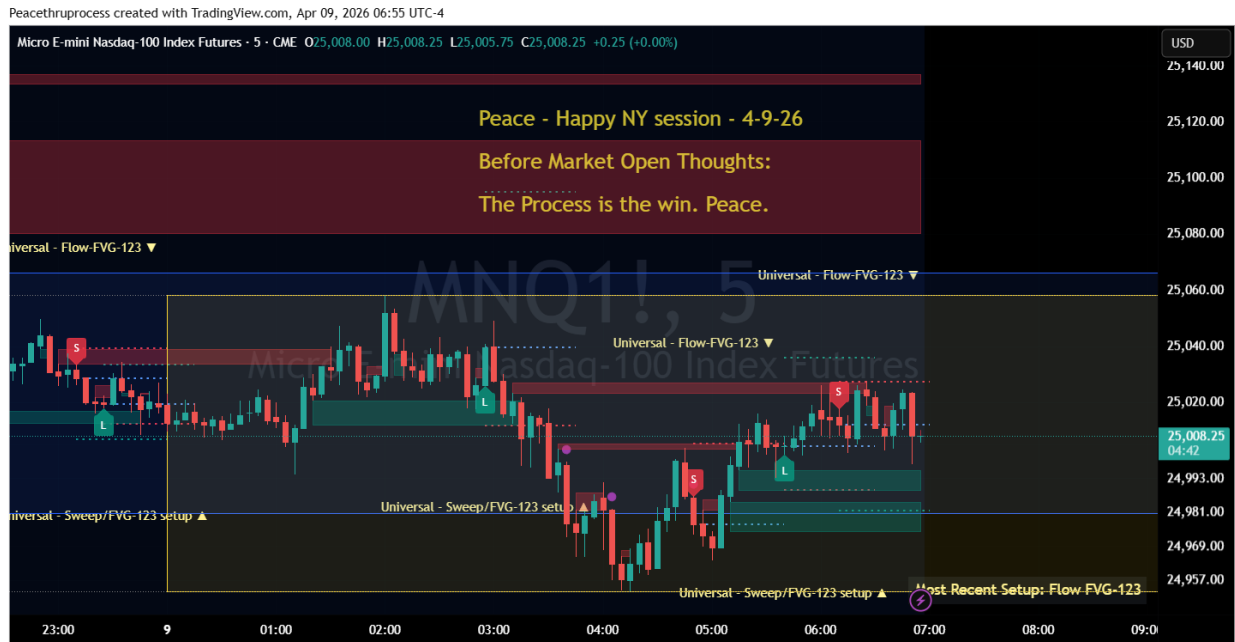 Peacethruprocess created with TradingView.com, Apr 09, 2026 06:55 UTC-4
Micro E-mini Nasdaq-100 Index Futures · 5 · CME O25,008.00 H25,008.25 L25,005.75 C25,008.25 +0.25 (+0.00%)
USD
25,140.00
Peace - Happy NY session - 4-9-26
25,120.00
Before Market Open Thoughts:
25,100.00
The Process is the win. Peace.
25,080.00
iversal - Flow-FVG-123 ▼
Universal - Flow-FVG-123 ▼
MNQ1!, 5
25,060.00
Universal - Flow-FVG-123 ▼
25,040.00
Micro E-mini Nasdaq-100 Index Futures
S
S
L
25,020.00
L
25,008.25
04:42
L
S
24,993.00
Universal - Sweep/FVG-123 setup ▲
niversal - Sweep/FVG-123 setup ▲
24,981.00
24,969.00
24,957.00
Universal - Sweep/FVG-123 setup ▲
Most Recent Setup: Flow FVG-123
23:00 9 01:00 02:00 03:00 04:00 05:00 06:00 07:00 08:00 09:0